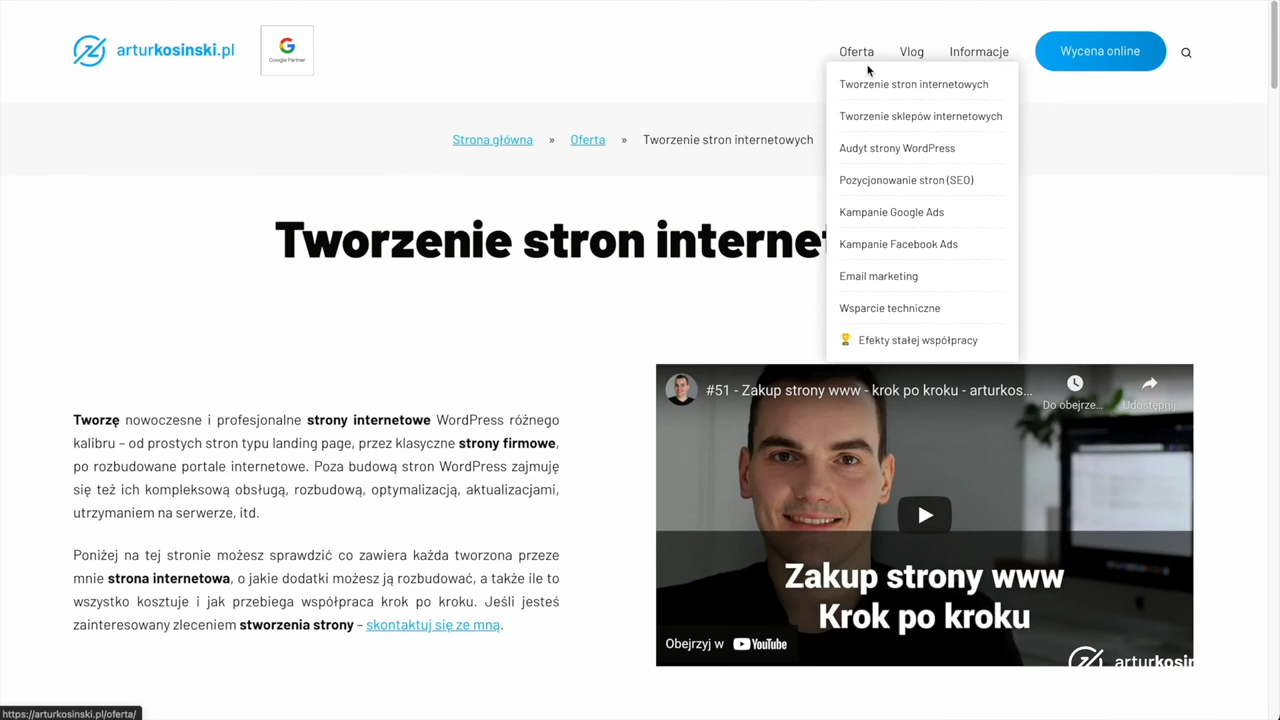 arturkosinski.pl
Google Partner
Oferta
Vlog
Informacje
Wycena online
Tworzenie stron internetowych
Tworzenie sklepów internetowych
Audyt strony WordPress
Pozycjonowanie stron (SEO)
Kampanie Google Ads
Kampanie Facebook Ads
Email marketing
Wsparcie techniczne
Efekty stałej współpracy
Strona główna » Oferta » Tworzenie stron internetowych
Tworzenie stron interne
Tworzę nowoczesne i profesjonalne strony internetowe WordPress różnego
kalibru – od prostych stron typu landing page, przez klasyczne strony firmowe,
po rozbudowane portale internetowe. Poza budową stron WordPress zajmuję
się też ich kompleksową obsługą, rozbudową, optymalizacją, aktualizacjami,
utrzymaniem na serwerze, itd.
Poniżej na tej stronie możesz sprawdzić co zawiera każda tworzona przeze
mnie strona internetowa, o jakie dodatki możesz ją rozbudować, a także ile to
wszystko kosztuje i jak przebiega współpraca krok po kroku. Jeśli jesteś
zainteresowany zleceniem stworzenia strony – skontaktuj się ze mną.
#51 - Zakup strony www - krok po kroku - arturkos...
Do obejrze...
Udostępnij
Zakup strony www
Krok po kroku
Obejrzyj w YouTube
arturkosin
https://arturkosinski.pl/oferta/